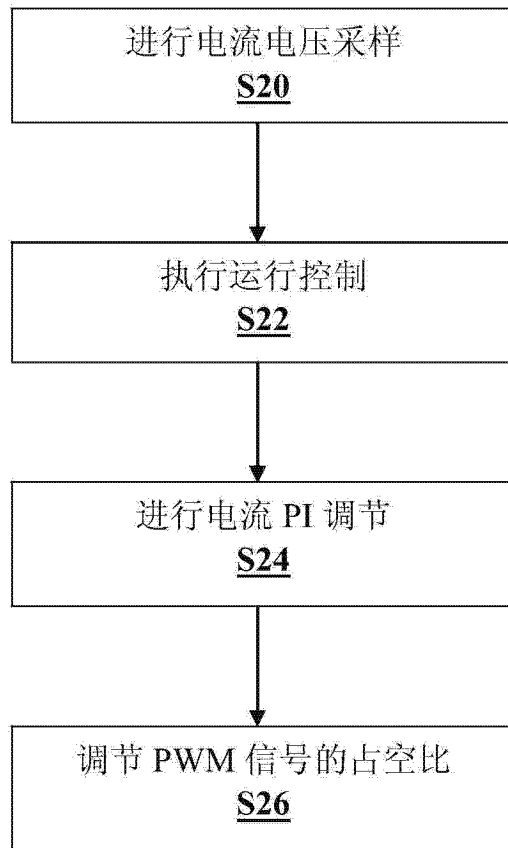 进行电流电压采样
S20
执行运行控制
S22
进行电流 PI 调节
S24
调节 PWM 信号的占空比
S26